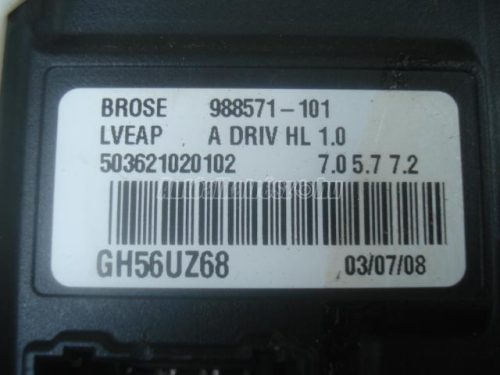 BROSE 988571-101
LVEAP A DRIV HL 1.0
503621020102 7.0 5.7 7.2
GH56UZ68 03/07/08